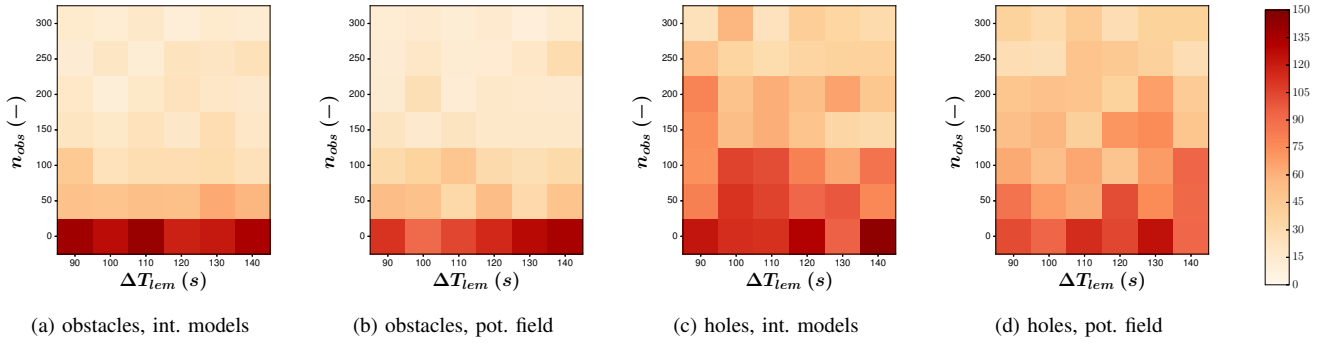 300
250
200
150
100
50
0
n_obs (−)
90 100 110 120 130 140
ΔT_lem (s)
(a) obstacles, int. models
300
250
200
150
100
50
0
n_obs (−)
90 100 110 120 130 140
ΔT_lem (s)
(b) obstacles, pot. field
300
250
200
150
100
50
0
n_obs (−)
90 100 110 120 130 140
ΔT_lem (s)
(c) holes, int. models
300
250
200
150
100
50
0
n_obs (−)
90 100 110 120 130 140
ΔT_lem (s)
(d) holes, pot. field
150
135
120
105
90
75
60
45
30
15
0